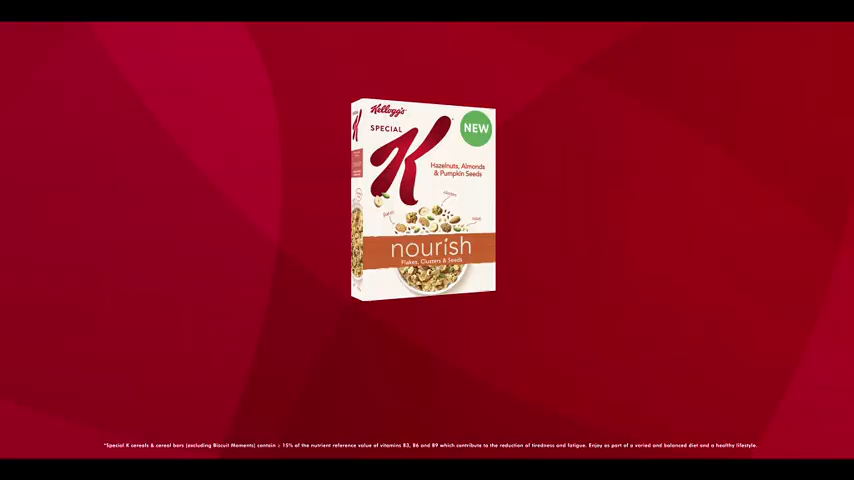 Kellogg's
SPECIAL
K
NEW
Hazelnuts, Almonds
& Pumpkin Seeds
nourish
Flakes, Clusters & Seeds
*Special K cereals & cereal bars (excluding Biscuit Moments) contain ≥ 15% of the nutrient reference value of vitamins B3, B6 and B9 which contribute to the reduction of tiredness and fatigue. Enjoy as part of a varied and balanced diet and a healthy lifestyle.